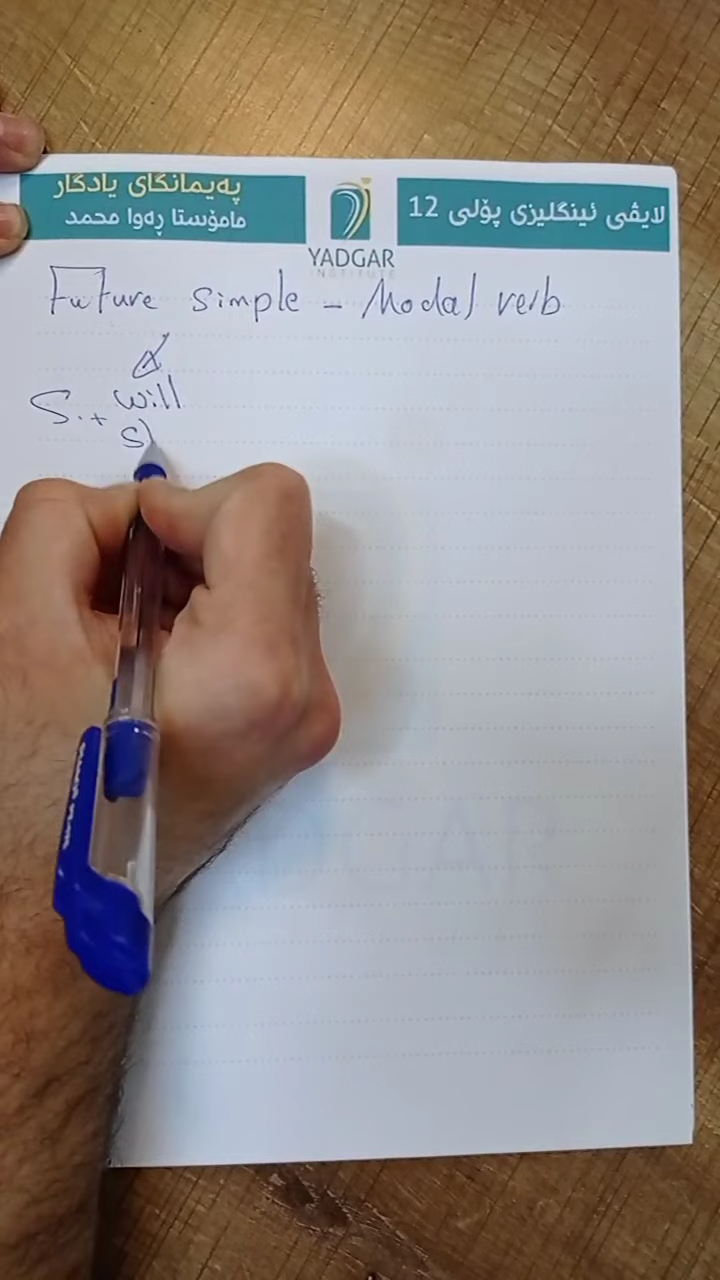 پەیمانگای یادگار
مامۆستا ڕەوا محمد
لایڤی ئینگلیزی پۆلی 12
YADGAR
INSTITUTE
Future simple - Modal verb
S. + will